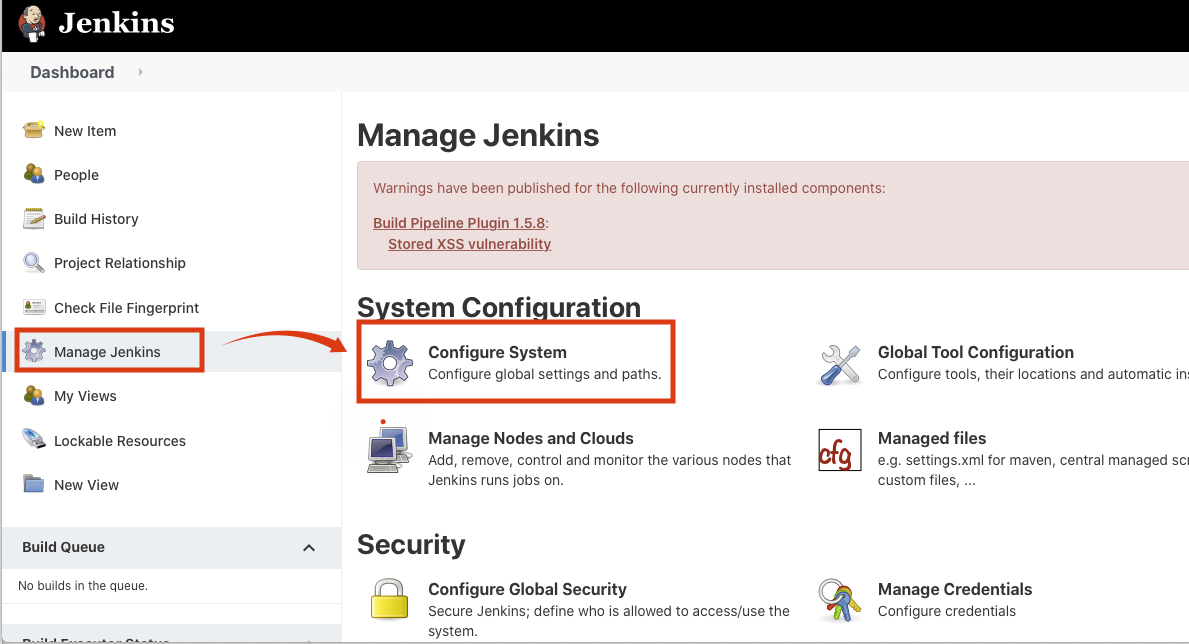 Jenkins
Dashboard
New Item
People
Build History
Project Relationship
Check File Fingerprint
Manage Jenkins
My Views
Lockable Resources
New View
Build Queue
No builds in the queue.
Build Executor Status
Manage Jenkins
Warnings have been published for the following currently installed components:
Build Pipeline Plugin 1.5.8:
Stored XSS vulnerability
System Configuration
Configure System
Configure global settings and paths.
Global Tool Configuration
Configure tools, their locations and automatic ins
Manage Nodes and Clouds
Add, remove, control and monitor the various nodes that
Jenkins runs jobs on.
cfg
Managed files
e.g. settings.xml for maven, central managed scr
custom files, ...
Security
Configure Global Security
Secure Jenkins; define who is allowed to access/use the
system.
Manage Credentials
Configure credentials